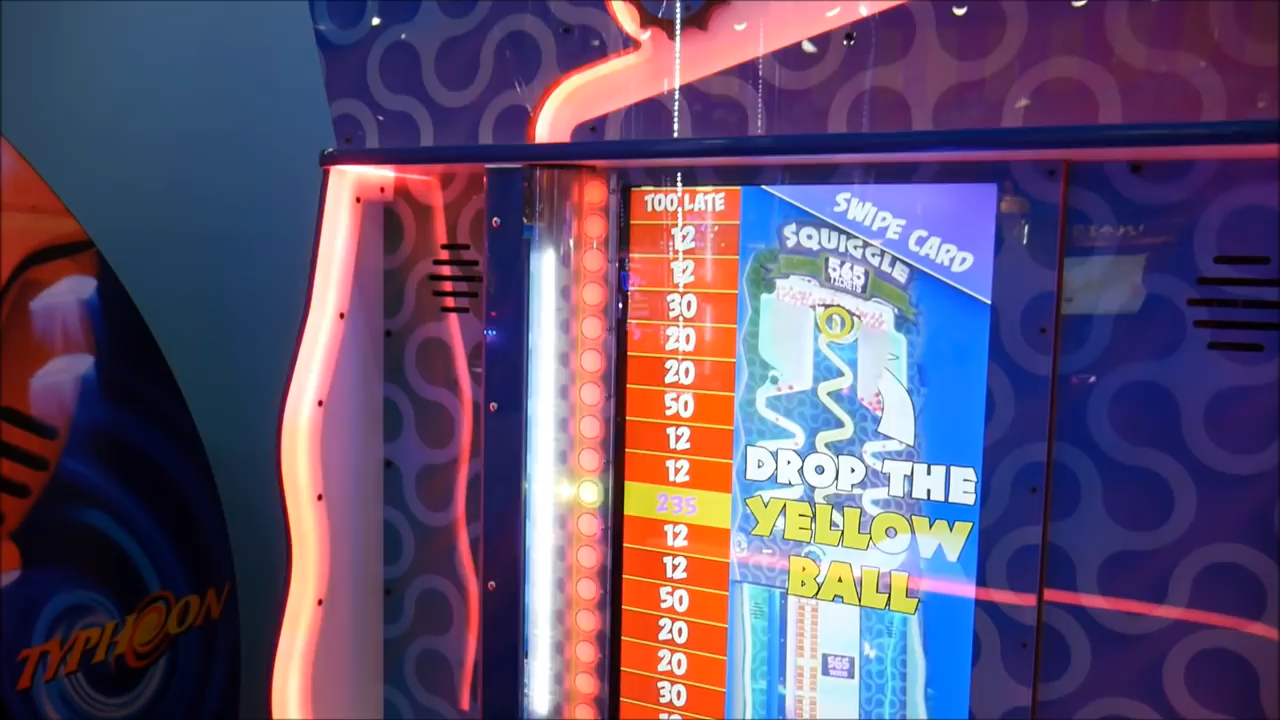 TOO LATE
12
12
30
20
20
50
12
12
235
12
12
50
20
20
30
SWIPE CARD
SQUIGGLE
565
TICKETS
DROP THE
YELLOW
BALL
565
TYPHOON